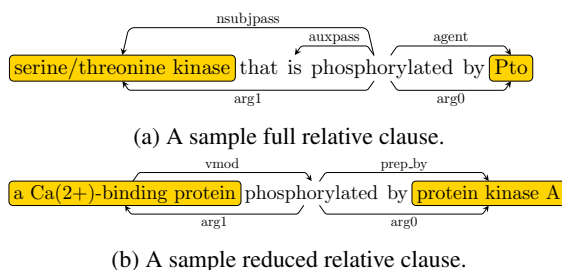 nsubjpass
auxpass agent
serine/threonine kinase that is phosphorylated by Pto
arg1 arg0
(a) A sample full relative clause.
vmod prep_by
a Ca(2+)-binding protein phosphorylated by protein kinase A
arg1 arg0
(b) A sample reduced relative clause.